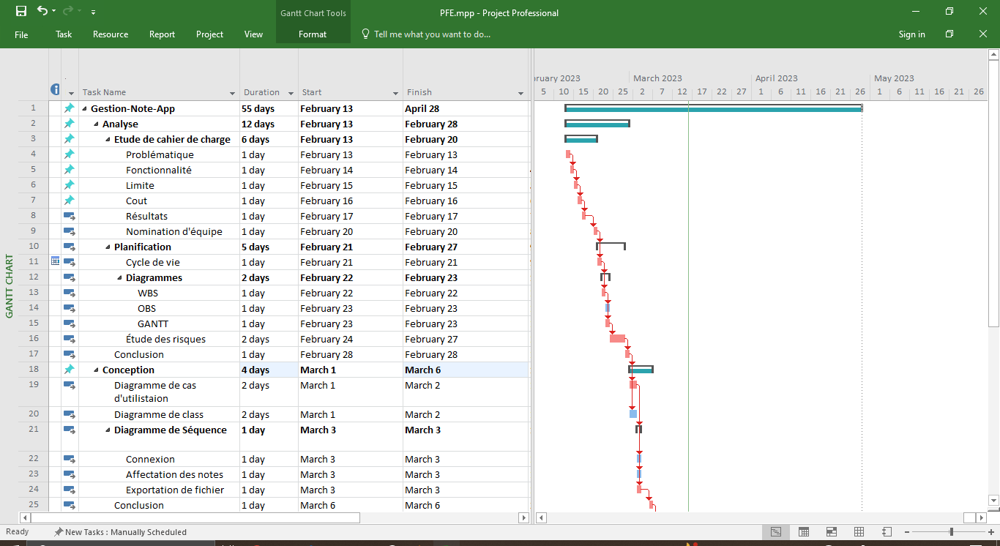 Gantt Chart Tools
PFE.mpp - Project Professional
File Task Resource Report Project View Format Tell me what you want to do... Sign in
GANTT CHART
Task Name Duration Start Finish
March 2023 April 2023 May 2023
5 10 15 20 25 2 7 12 17 22 27 1 6 11 16 21 26 1 6 11 16 21 26
1 Gestion-Note-App 55 days February 13 April 28
2 Analyse 12 days February 13 February 28
3 Etude de cahier de charge 6 days February 13 February 20
4 Problématique 1 day February 13 February 13
5 Fonctionnalité 1 day February 14 February 14
6 Limite 1 day February 15 February 15
7 Cout 1 day February 16 February 16
8 Résultats 1 day February 17 February 17
9 Nomination d'équipe 1 day February 20 February 20
10 Planification 5 days February 21 February 27
11 Cycle de vie 1 day February 21 February 21
12 Diagrammes 2 days February 22 February 23
13 WBS 1 day February 22 February 22
14 OBS 1 day February 23 February 23
15 GANTT 1 day February 23 February 23
16 Étude des risques 2 days February 24 February 27
17 Conclusion 1 day February 28 February 28
18 Conception 4 days March 1 March 6
19 Diagramme de cas 2 days March 1 March 2
d'utilistaion
20 Diagramme de class 2 days March 1 March 2
21 Diagramme de Séquence 1 day March 3 March 3
22 Connexion 1 day March 3 March 3
23 Affectation des notes 1 day March 3 March 3
24 Exportation de fichier 1 day March 3 March 3
25 Conclusion 1 day March 6 March 6
Ready New Tasks : Manually Scheduled